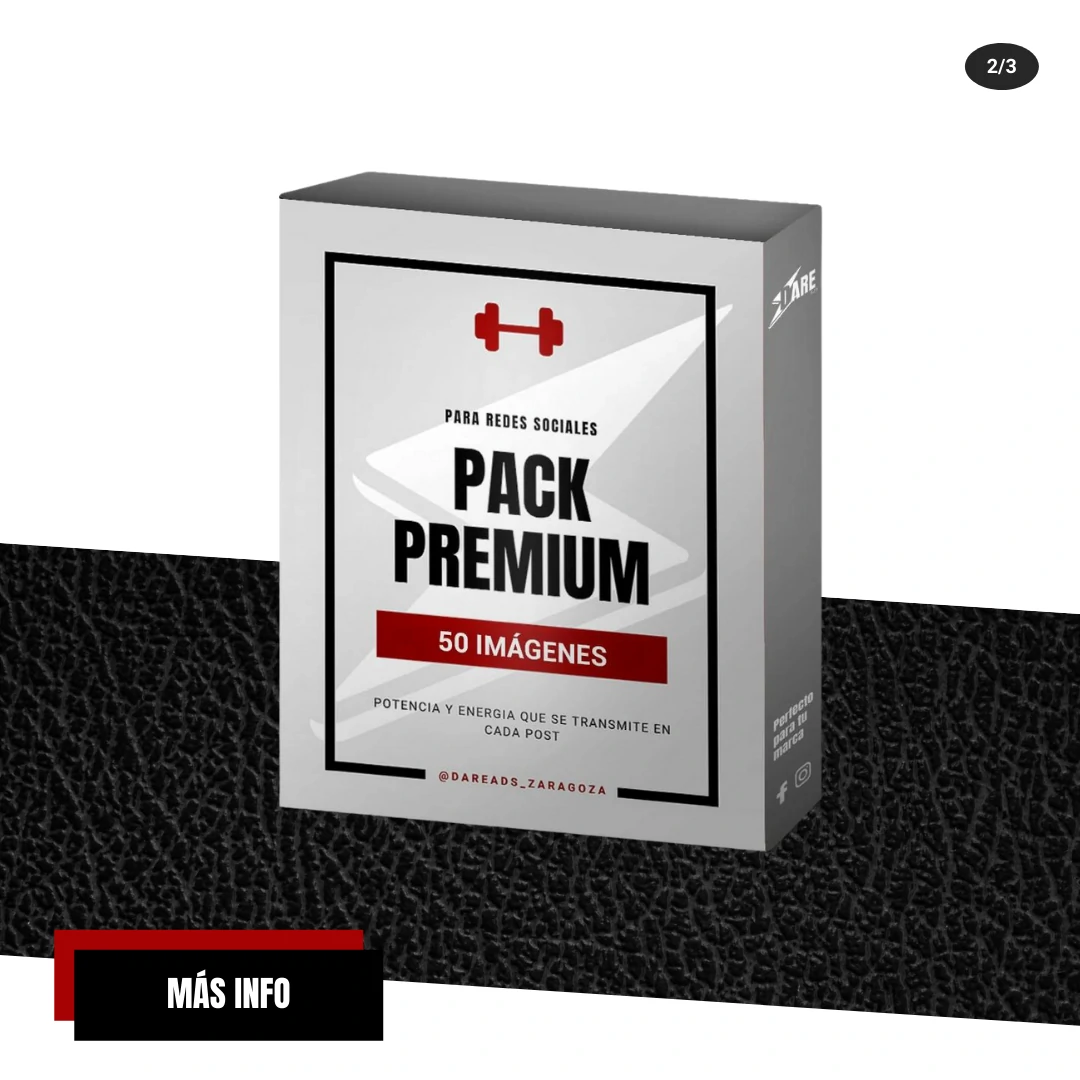 2/3
DARE
PARA REDES SOCIALES
PACK
PREMIUM
50 IMÁGENES
POTENCIA Y ENERGIA QUE SE TRANSMITE EN
CADA POST
@DAREADS_ZARAGOZA
Perfecto
para tu
marca
MÁS INFO